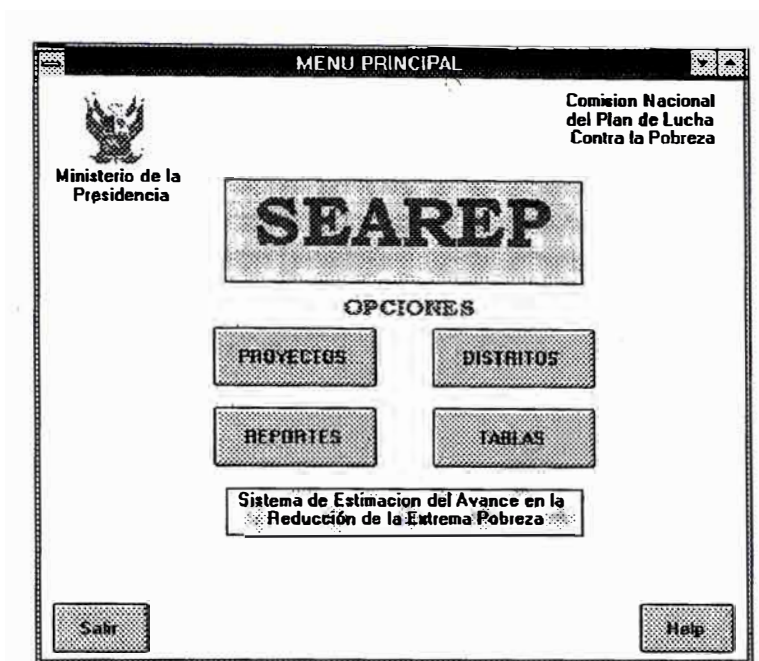 MENU PRINCIPAL
Comision Nacional
del Plan de Lucha
Contra la Pobreza
Ministerio de la
Presidencia
SEAREP
OPCIONES
PROYECTOS
DISTRITOS
REPORTES
TABLAS
Sistema de Estimacion del Avance en la
Reducción de la Extrema Pobreza
Salir
Help